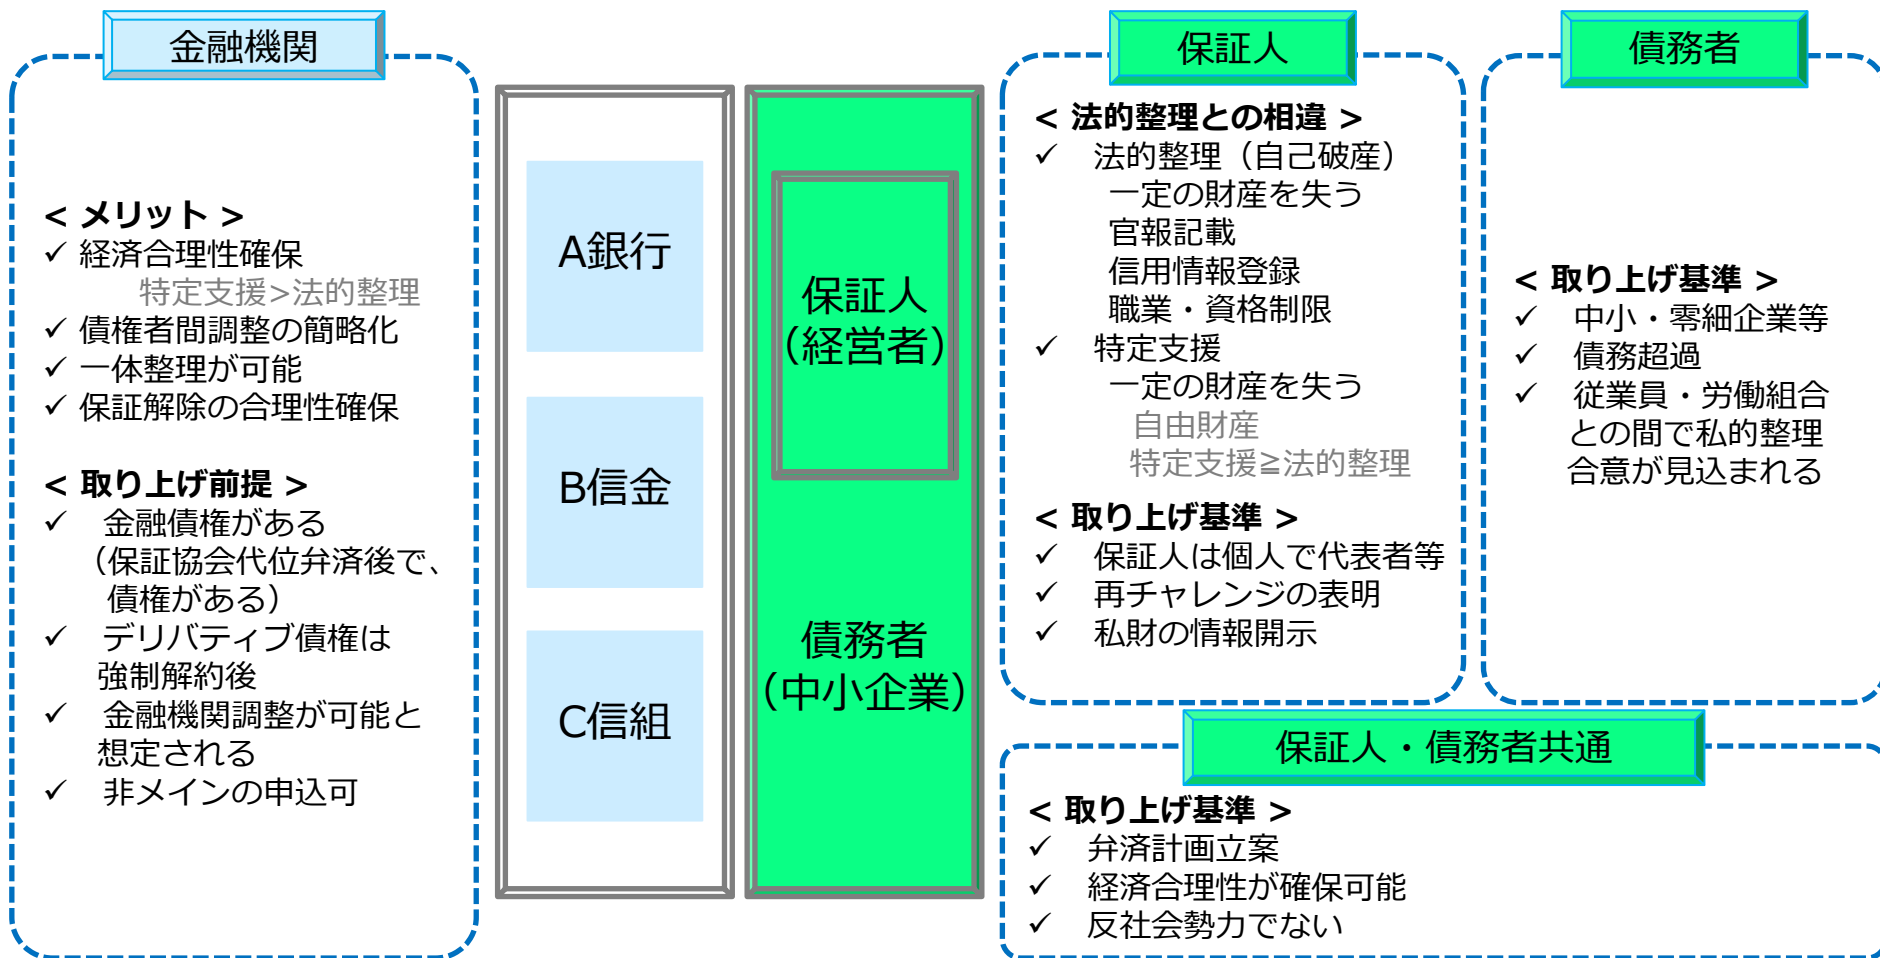 金融機関
< メリット >
✓ 経済合理性確保
特定支援>法的整理
✓ 債権者間調整の簡略化
✓ 一体整理が可能
✓ 保証解除の合理性確保
< 取り上げ前提 >
✓ 金融債権がある
（保証協会代位弁済後で、
債権がある）
✓ デリバティブ債権は
強制解約後
✓ 金融機関調整が可能と
想定される
✓ 非メインの申込可
A銀行
B信金
C信組
保証人
（経営者）
債務者
（中小企業）
保証人
< 法的整理との相違 >
✓ 法的整理（自己破産）
一定の財産を失う
官報記載
信用情報登録
職業・資格制限
✓ 特定支援
一定の財産を失う
自由財産
特定支援≧法的整理
< 取り上げ基準 >
✓ 保証人は個人で代表者等
✓ 再チャレンジの表明
✓ 私財の情報開示
債務者
< 取り上げ基準 >
✓ 中小・零細企業等
✓ 債務超過
✓ 従業員・労働組合
との間で私的整理
合意が見込まれる
保証人・債務者共通
< 取り上げ基準 >
✓ 弁済計画立案
✓ 経済合理性が確保可能
✓ 反社会勢力でない